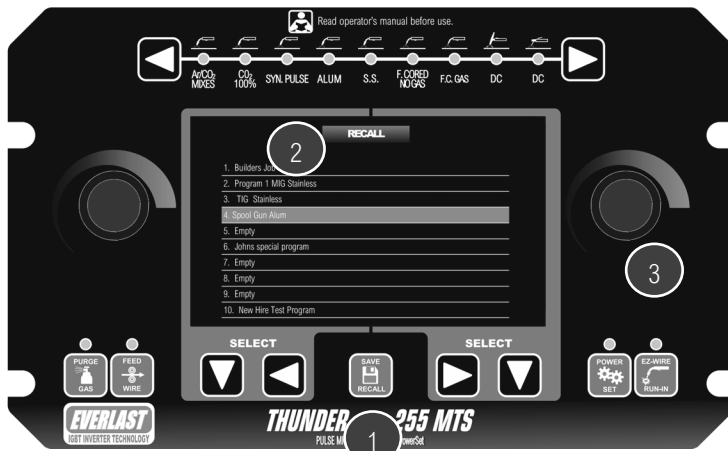 Read operator's manual before use.
Ar/CO2 MIXES
CO2 100%
SYN. PULSE
ALUM
S.S.
F. CORED NO GAS
F.C. GAS
DC
DC
RECALL
2
1. Builders Job
2. Program 1 MIG Stainless
3. TIG Stainless
4. Spool Gun Alum
5. Empty
6. Johns special program
7. Empty
8. Empty
9. Empty
10. New Hire Test Program
3
SELECT
SELECT
PURGE
GAS
FEED
WIRE
SAVE
RECALL
POWER
SET
EZ-WIRE
RUN-IN
EVERLAST
IGBT INVERTER TECHNOLOGY
THUNDER 255 MTS
PULSE PowerSet
1